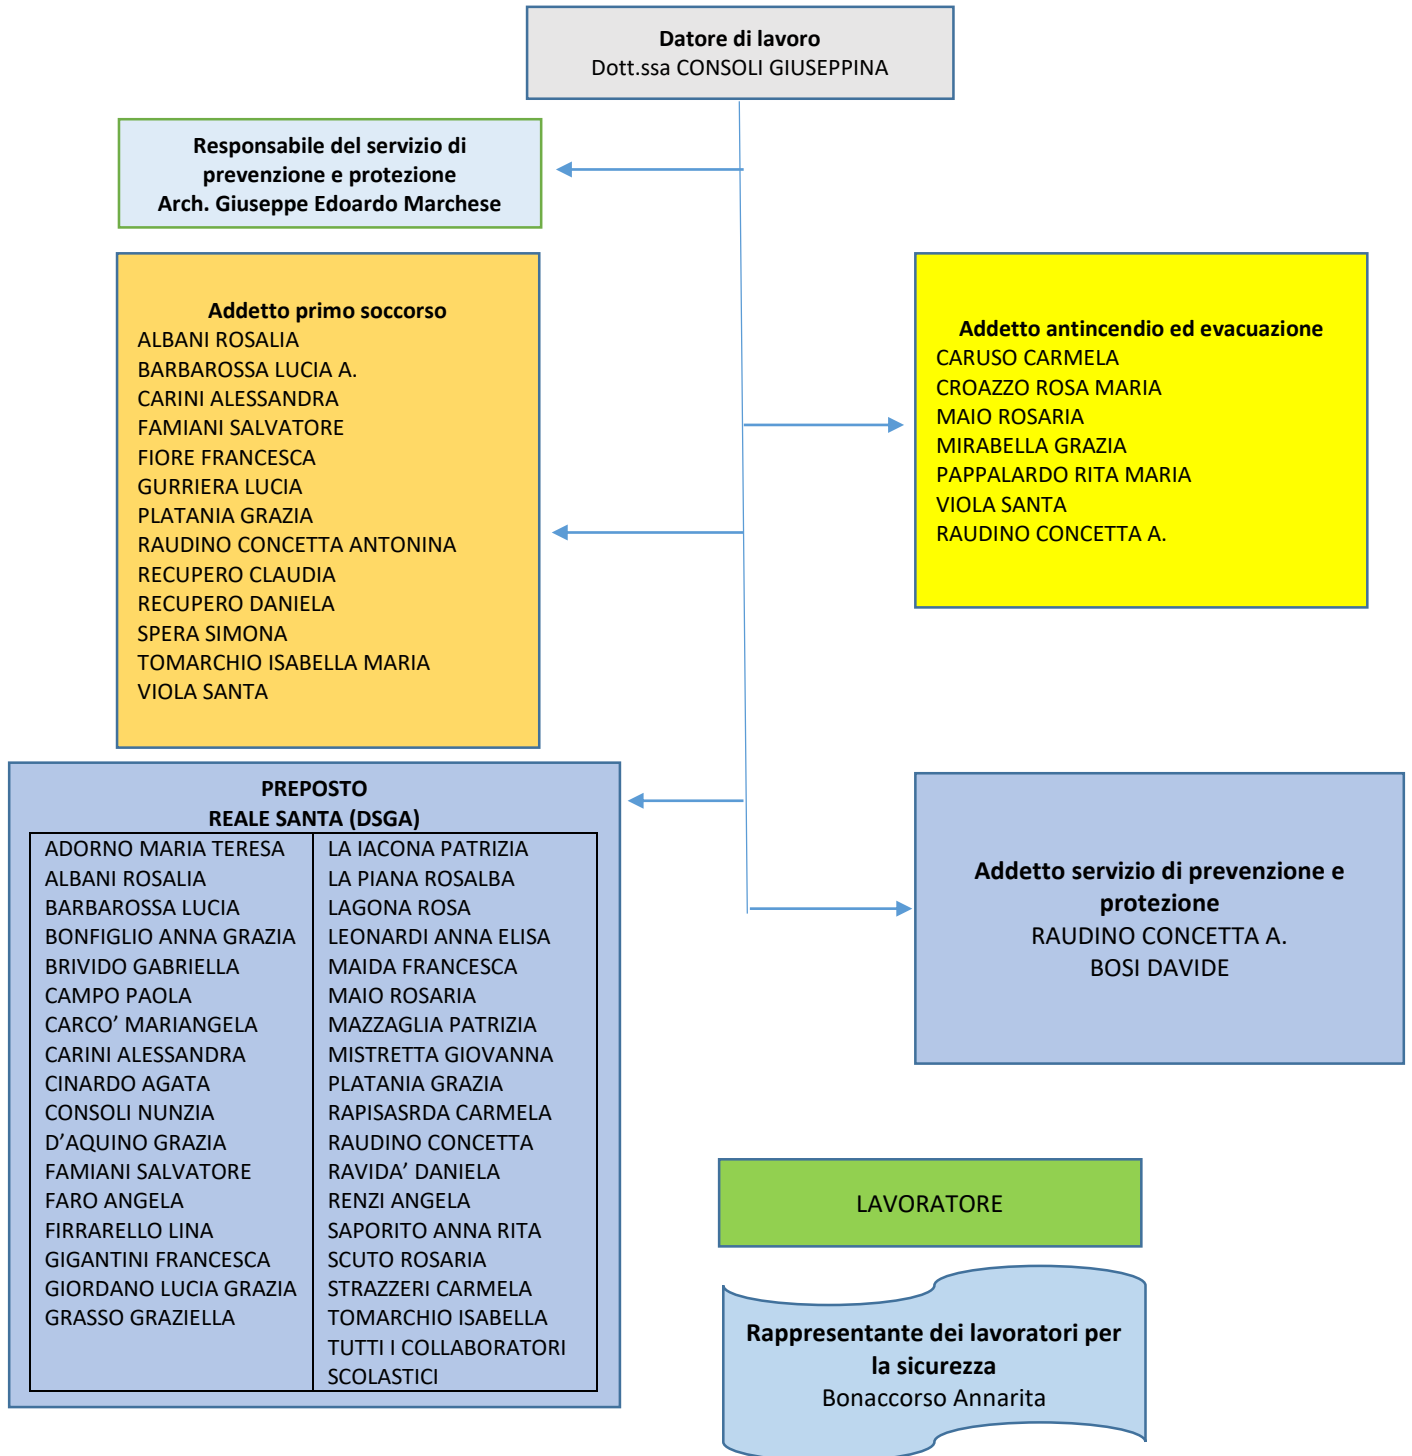 Datore di lavoro
Dott.ssa CONSOLI GIUSEPPINA
Responsabile del servizio di
prevenzione e protezione
Arch. Giuseppe Edoardo Marchese
Addetto primo soccorso
ALBANI ROSALIA
BARBAROSSA LUCIA A.
CARINI ALESSANDRA
FAMIANI SALVATORE
FIORE FRANCESCA
GURRIERA LUCIA
PLATANIA GRAZIA
RAUDINO CONCETTA ANTONINA
RECUPERO CLAUDIA
RECUPERO DANIELA
SPERA SIMONA
TOMARCHIO ISABELLA MARIA
VIOLA SANTA
Addetto antincendio ed evacuazione
CARUSO CARMELA
CROAZZO ROSA MARIA
MAIO ROSARIA
MIRABELLA GRAZIA
PAPPALARDO RITA MARIA
VIOLA SANTA
RAUDINO CONCETTA A.
PREPOSTO
REALE SANTA (DSGA)
ADORNO MARIA TERESA
ALBANI ROSALIA
BARBAROSSA LUCIA
BONFIGLIO ANNA GRAZIA
BRIVIDO GABRIELLA
CAMPO PAOLA
CARCO’ MARIANGELA
CARINI ALESSANDRA
CINARDO AGATA
CONSOLI NUNZIA
D’AQUINO GRAZIA
FAMIANI SALVATORE
FARO ANGELA
FIRRARELLO LINA
GIGANTINI FRANCESCA
GIORDANO LUCIA GRAZIA
GRASSO GRAZIELLA
LA IACONA PATRIZIA
LA PIANA ROSALBA
LAGONA ROSA
LEONARDI ANNA ELISA
MAIDA FRANCESCA
MAIO ROSARIA
MAZZAGLIA PATRIZIA
MISTRETTA GIOVANNA
PLATANIA GRAZIA
RAPISASRDA CARMELA
RAUDINO CONCETTA
RAVIDA’ DANIELA
RENZI ANGELA
SAPORITO ANNA RITA
SCUTO ROSARIA
STRAZZERI CARMELA
TOMARCHIO ISABELLA
TUTTI I COLLABORATORI
SCOLASTICI
Addetto servizio di prevenzione e
protezione
RAUDINO CONCETTA A.
BOSI DAVIDE
LAVORATORE
Rappresentante dei lavoratori per
la sicurezza
Bonaccorso Annarita